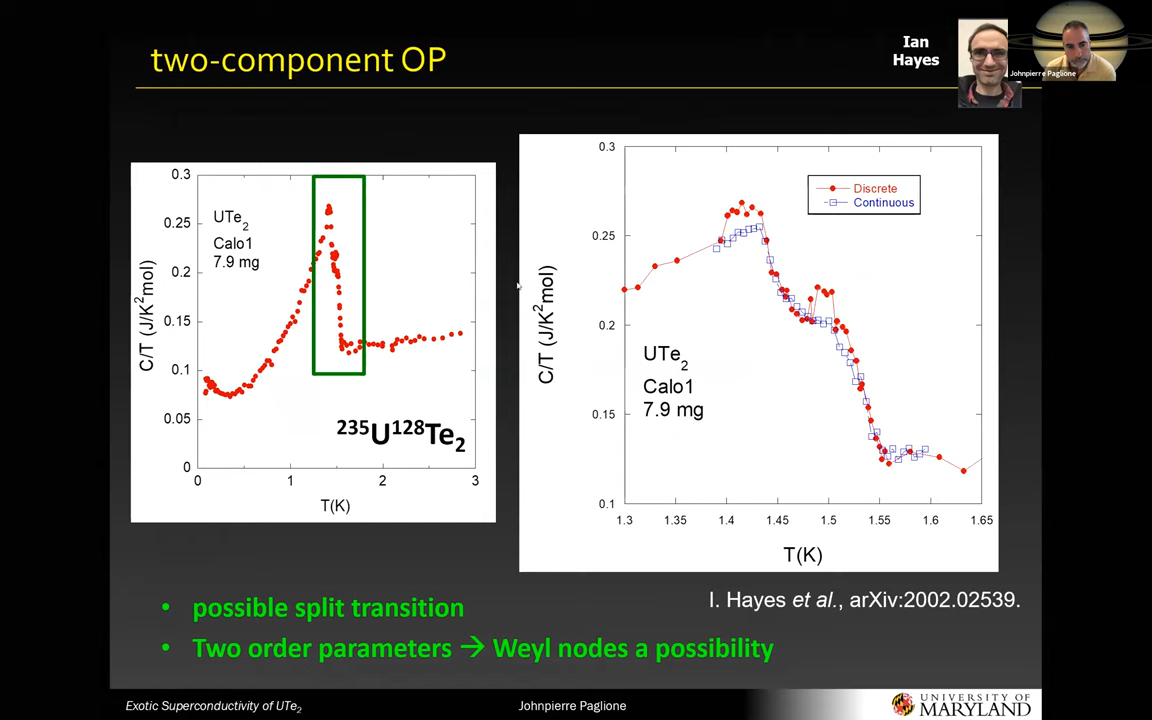 two-component OP
Ian
Hayes
Johnpierre Paglione
0.3
0.25
0.2
0.15
0.1
0.05
0
C/T (J/K²mol)
UTe₂
Calo1
7.9 mg
²³⁵U¹²⁸Te₂
0 1 2 3
T(K)
0.3
0.25
0.2
0.15
0.1
C/T (J/K²mol)
Discrete
Continuous
UTe₂
Calo1
7.9 mg
1.3 1.35 1.4 1.45 1.5 1.55 1.6 1.65
T(K)
• possible split transition
I. Hayes et al., arXiv:2002.02539.
• Two order parameters → Weyl nodes a possibility
Exotic Superconductivity of UTe₂
Johnpierre Paglione
UNIVERSITY OF
MARYLAND